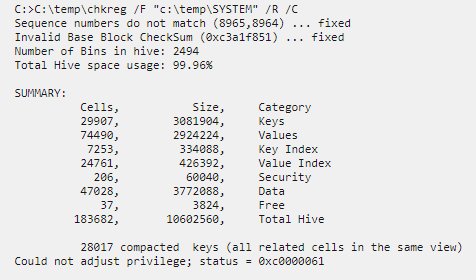 C:>C:\temp\chkreg /F "c:\temp\SYSTEM" /R /C
Sequence numbers do not match (8965,8964) ... fixed
Invalid Base Block CheckSum (0xc3a1f851) ... fixed
Number of Bins in hive: 2494
Total Hive space usage: 99.96%
SUMMARY:
Cells, Size, Category
29907, 3081904, Keys
74490, 2924224, Values
7253, 334088, Key Index
24761, 426392, Value Index
206, 60040, Security
47028, 3772088, Data
37, 3824, Free
183682, 10602560, Total Hive
28017 compacted keys (all related cells in the same view)
Could not adjust privilege; status = 0xc0000061